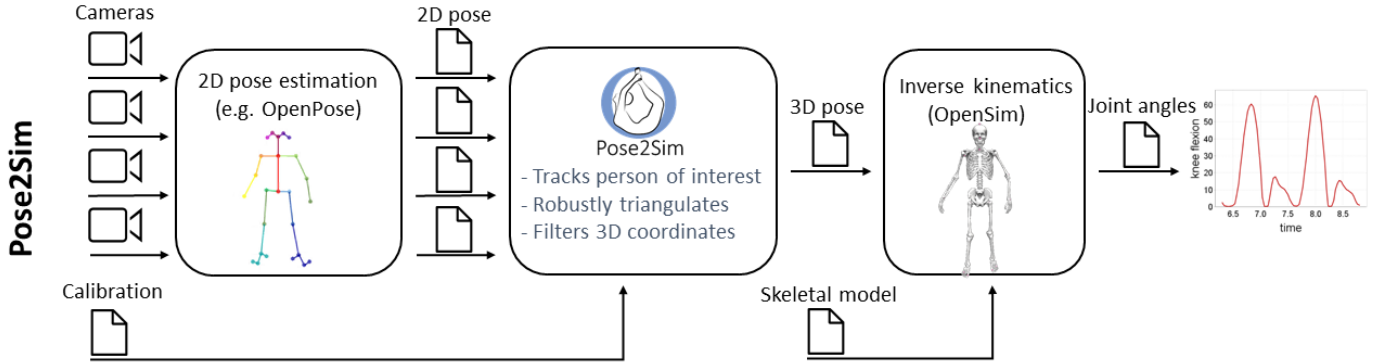 Pose2Sim
Cameras
2D pose estimation
(e.g. OpenPose)
2D pose
Pose2Sim
- Tracks person of interest
- Robustly triangulates
- Filters 3D coordinates
3D pose
Inverse kinematics
(OpenSim)
Joint angles
knee flexion
60
50
40
30
20
10
0
6.5 7.0 7.5 8.0 8.5
time
Calibration
Skeletal model